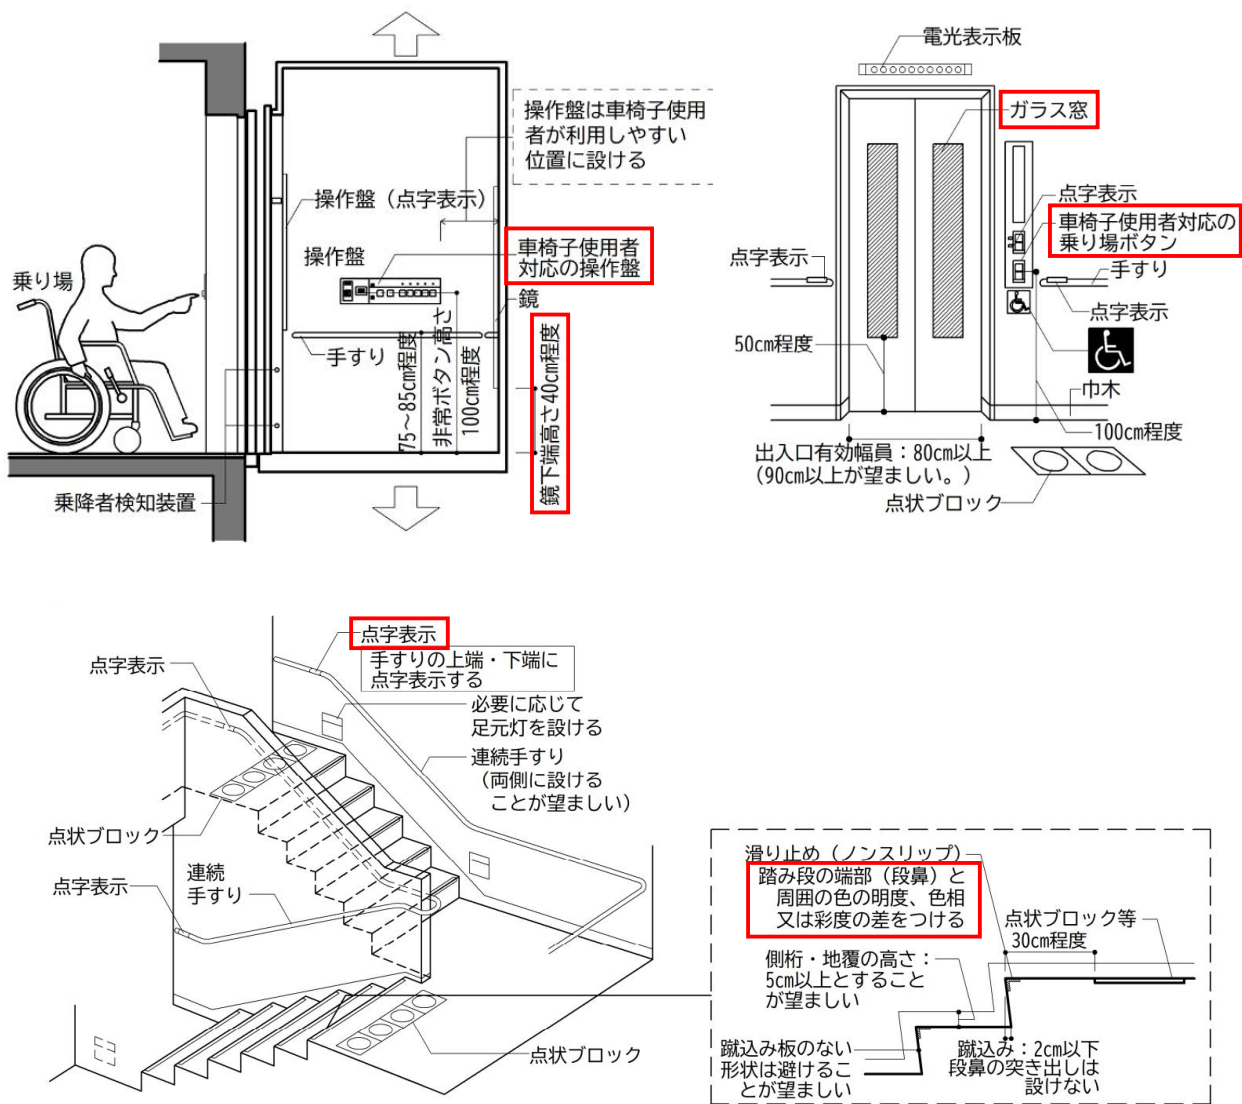 操作盤は車椅子使用
者が利用しやすい
位置に設ける
操作盤（点字表示）
操作盤
車椅子使用者
対応の操作盤
乗り場
鏡
手すり
75～85cm程度
非常ボタン高さ
100cm程度
鏡下端高さ40cm程度
乗降者検知装置
電光表示板
ガラス窓
点字表示
車椅子使用者対応の
乗り場ボタン
点字表示
手すり
点字表示
50cm程度
巾木
100cm程度
出入口有効幅員：80cm以上
（90cm以上が望ましい。）
点状ブロック
点字表示
手すりの上端・下端に
点字表示する
点字表示
必要に応じて
足元灯を設ける
連続手すり
（両側に設ける
ことが望ましい）
点状ブロック
点字表示
連続
手すり
点状ブロック
滑り止め（ノンスリップ）
踏み段の端部（段鼻）と
周囲の色の明度、色相
又は彩度の差をつける
点状ブロック等
30cm程度
側桁・地覆の高さ：
5cm以上とすること
が望ましい
蹴込み板のない
形状は避けるこ
とが望ましい
蹴込み：2cm以下
段鼻の突き出しは
設けない